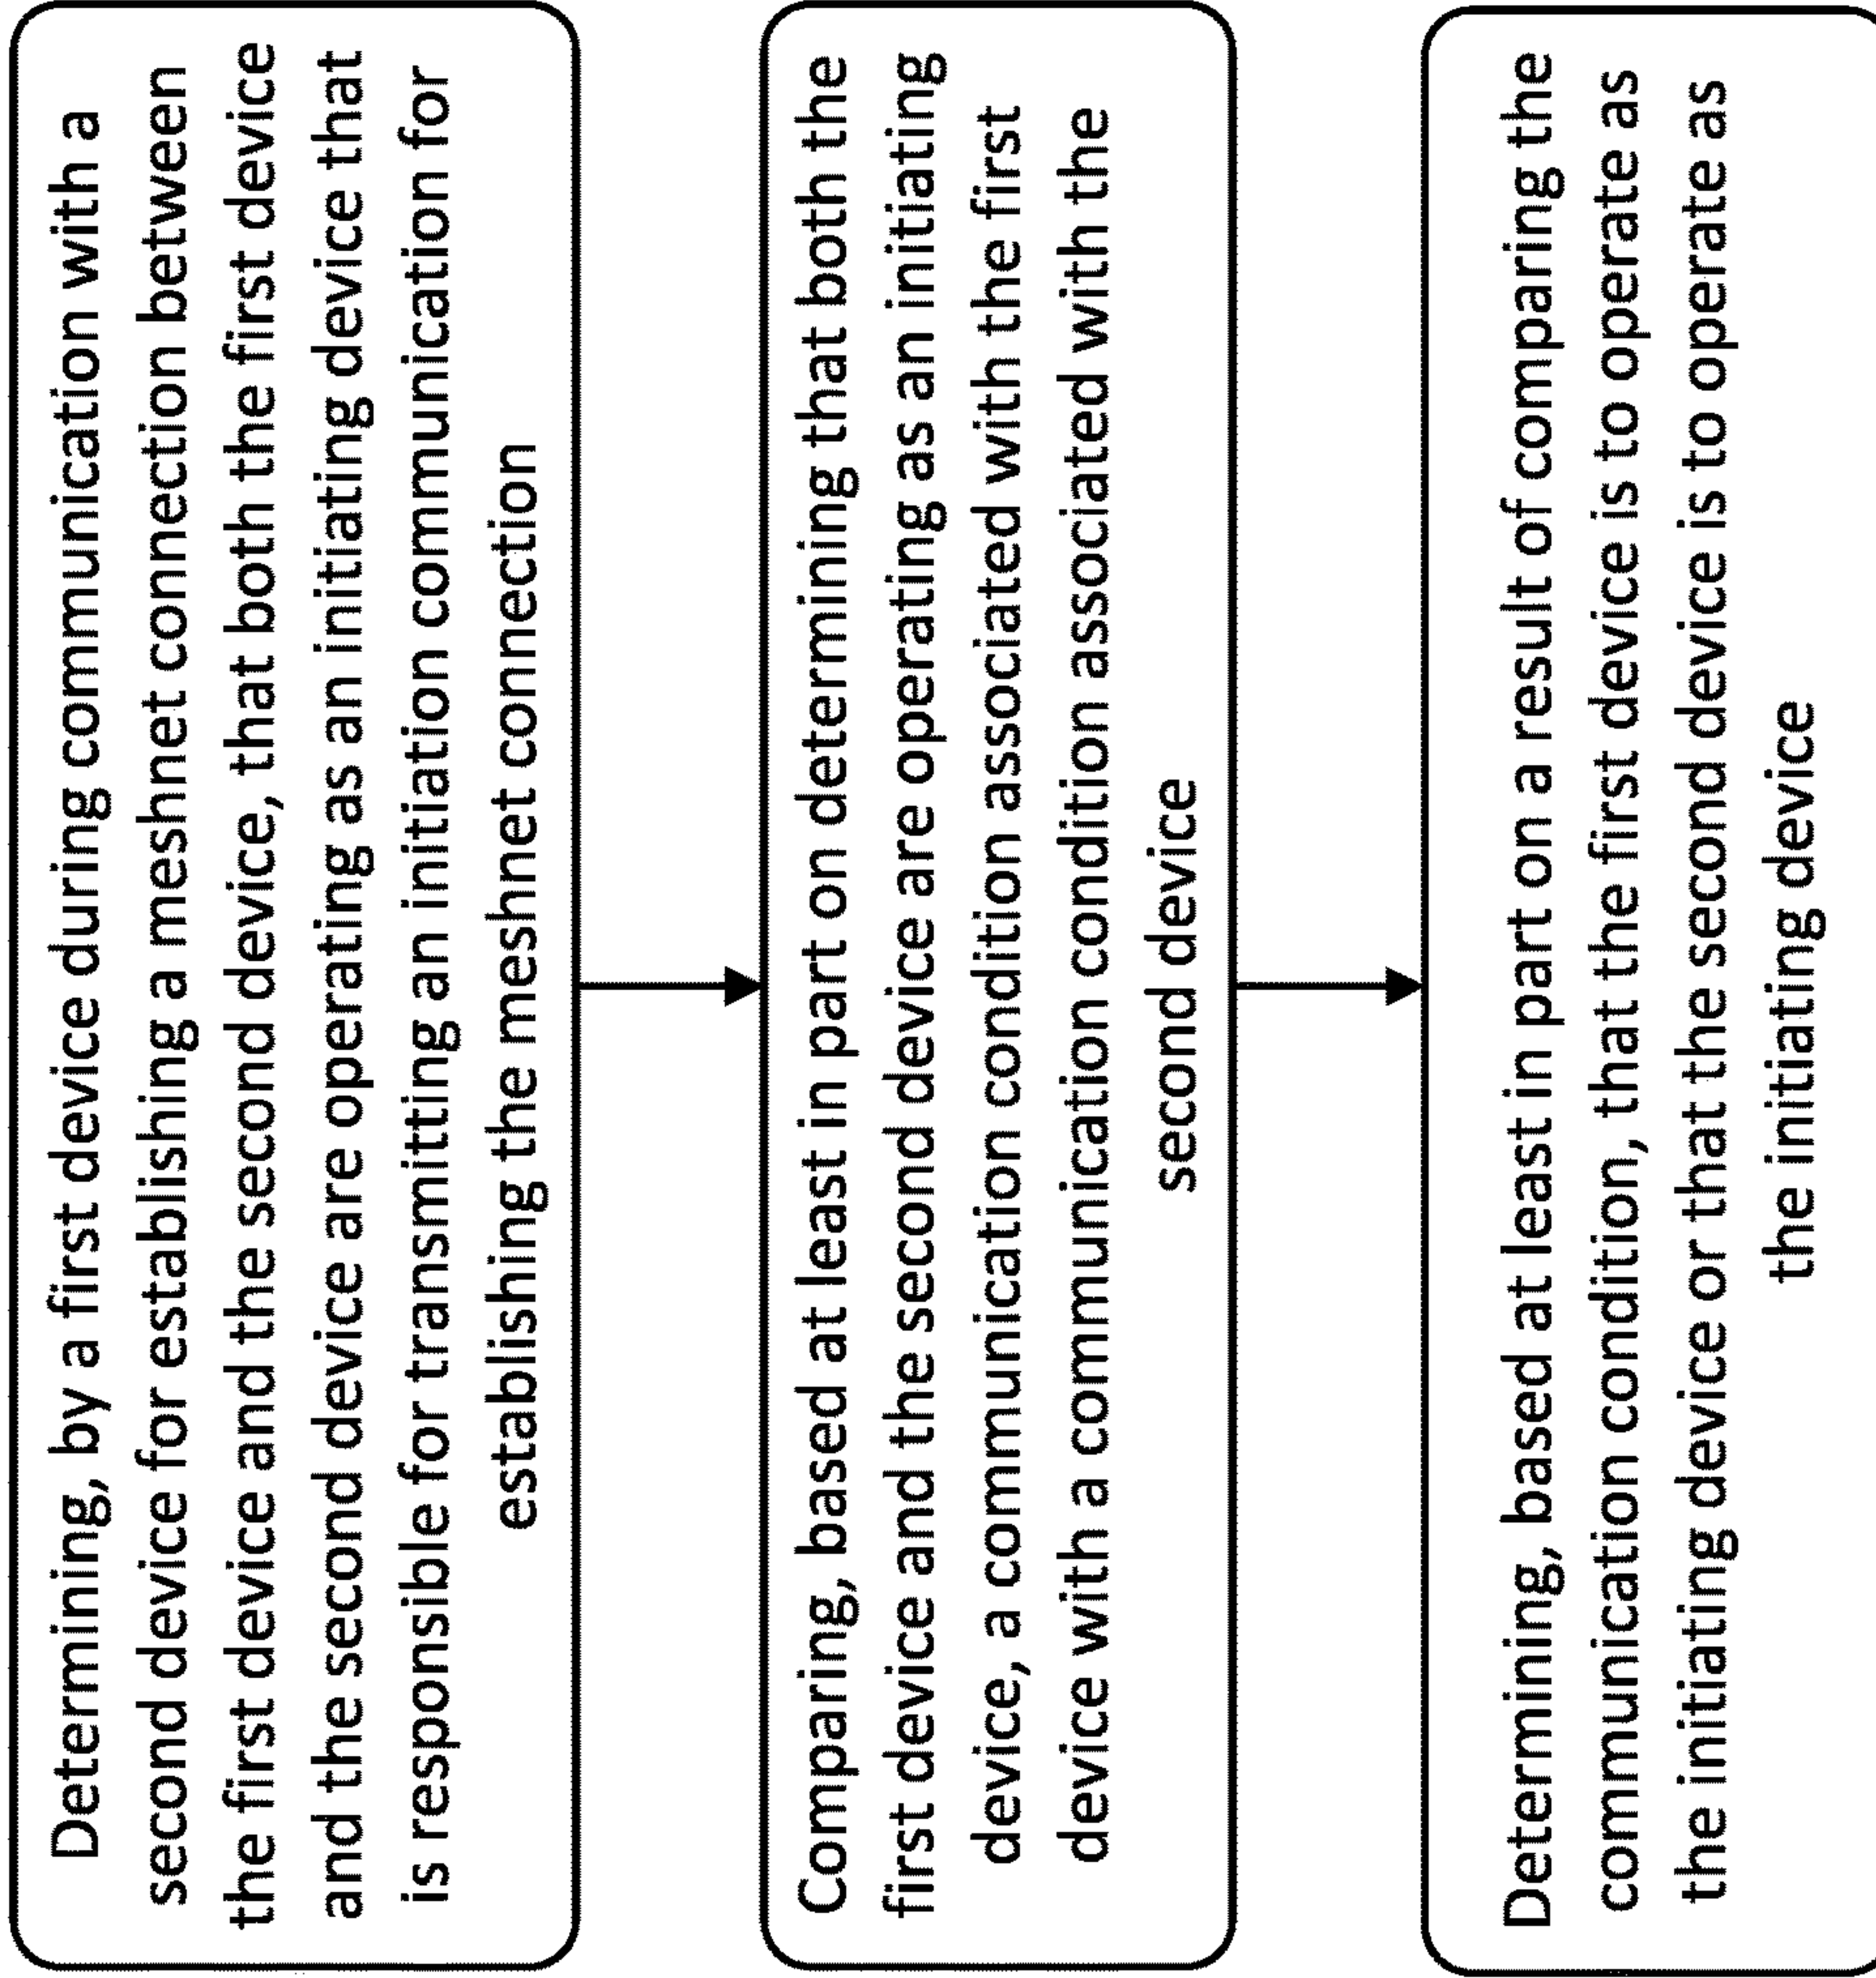 Determining, by a first device during communication with a
second device for establishing a meshnet connection between
the first device and the second device, that both the first device
and the second device are operating as an initiating device that
is responsible for transmitting an initiation communication for
establishing the meshnet connection
Comparing, based at least in part on determining that both the
first device and the second device are operating as an initiating
device, a communication condition associated with the first
device with a communication condition associated with the
second device
Determining, based at least in part on a result of comparing the
communication condition, that the first device is to operate as
the initiating device or that the second device is to operate as
the initiating device